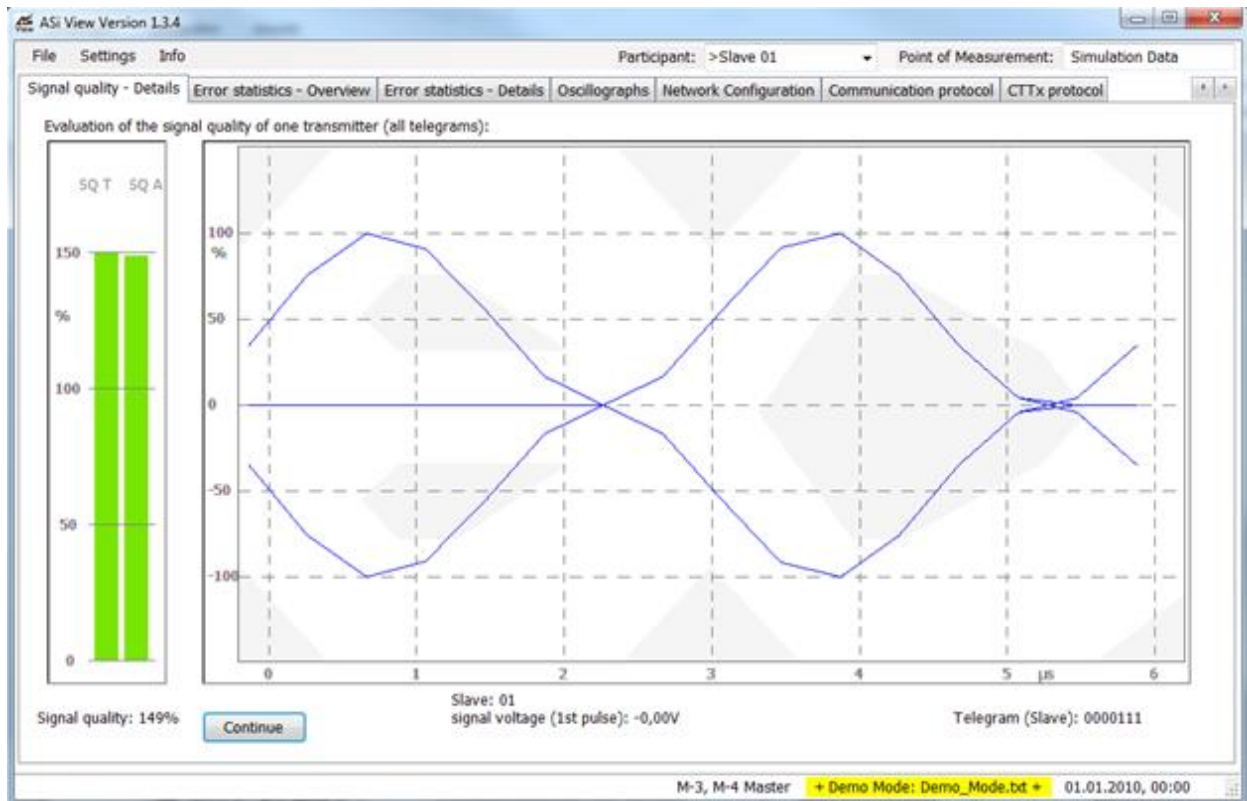 ASi View Version 1.3.4
File Settings Info Participant: >Slave 01 Point of Measurement: Simulation Data
Signal quality - Details Error statistics - Overview Error statistics - Details Oscillographs Network Configuration Communication protocol CTTx protocol
Evaluation of the signal quality of one transmitter (all telegrams):
SQ T SQ A
150
%
100
50
0
100
%
50
0
-50
-100
0 1 2 3 4 5 µs 6
Signal quality: 149%
Continue
Slave: 01
signal voltage (1st pulse): -0,00V
Telegram (Slave): 0000111
M-3, M-4 Master + Demo Mode: Demo_Mode.txt + 01.01.2010, 00:00